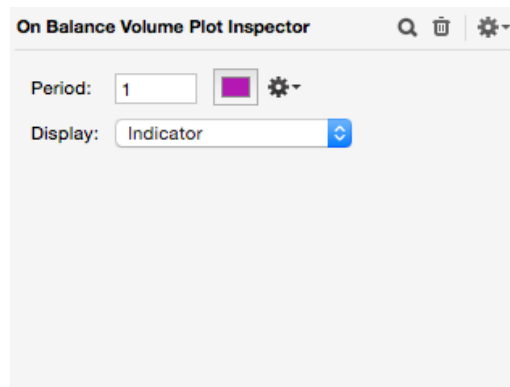 On Balance Volume Plot Inspector
Period: 1
Display: Indicator